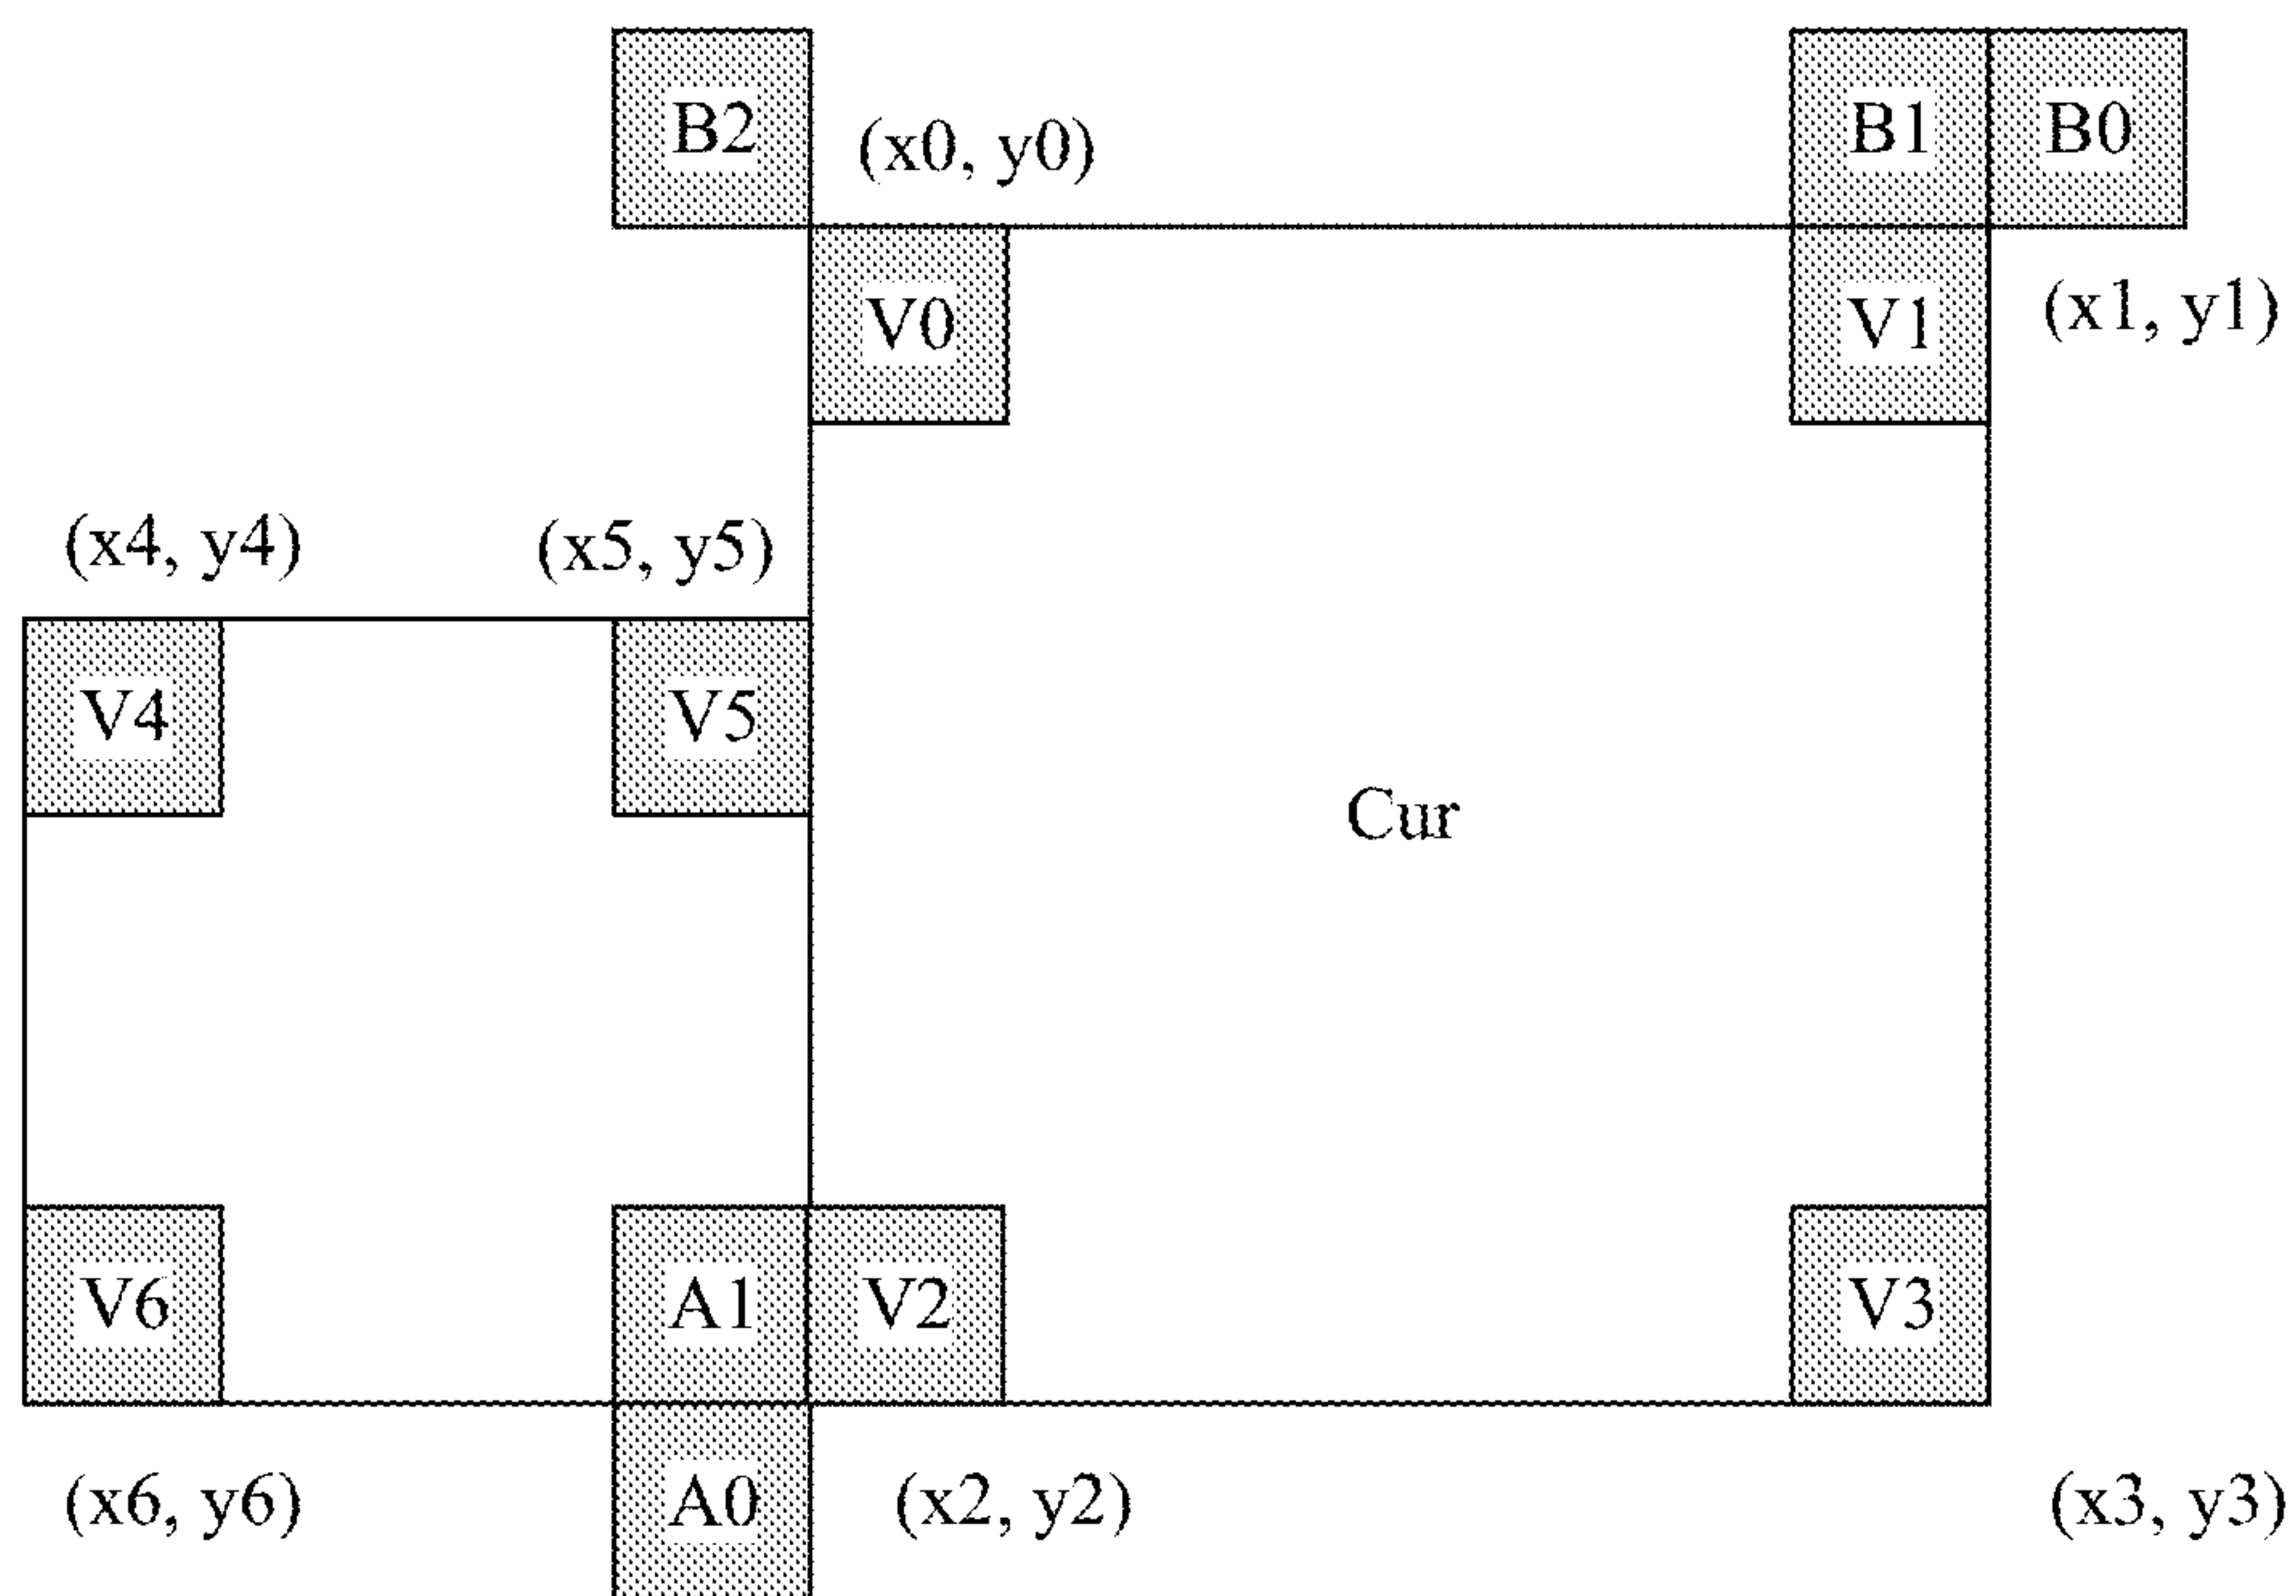 B2 (x0, y0) B1 B0
V0 V1 (x1, y1)
(x4, y4) (x5, y5)
V4 V5
Cur
V6 A1 V2 V3
(x6, y6) A0 (x2, y2) (x3, y3)